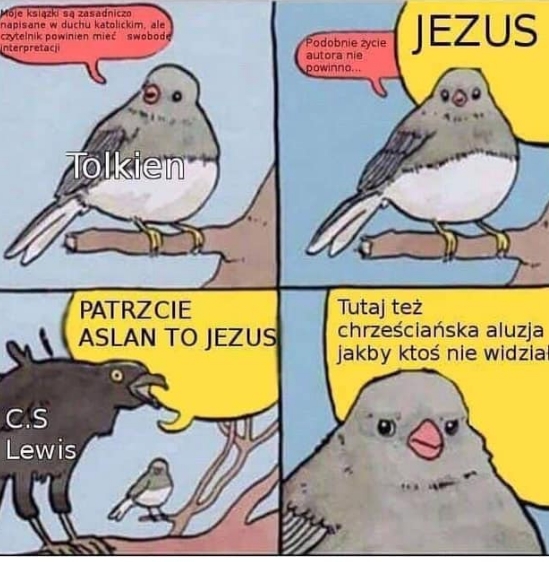 Moje książki są zasadniczo
napisane w duchu katolickim, ale
czytelnik powinien mieć swobodę
interpretacji
Tolkien
Podobnie życie
autora nie
powinno...
JEZUS
PATRZCIE
ASLAN TO JEZUS
C.S
Lewis
Tutaj też
chrześciańska aluzja
jakby ktoś nie widział